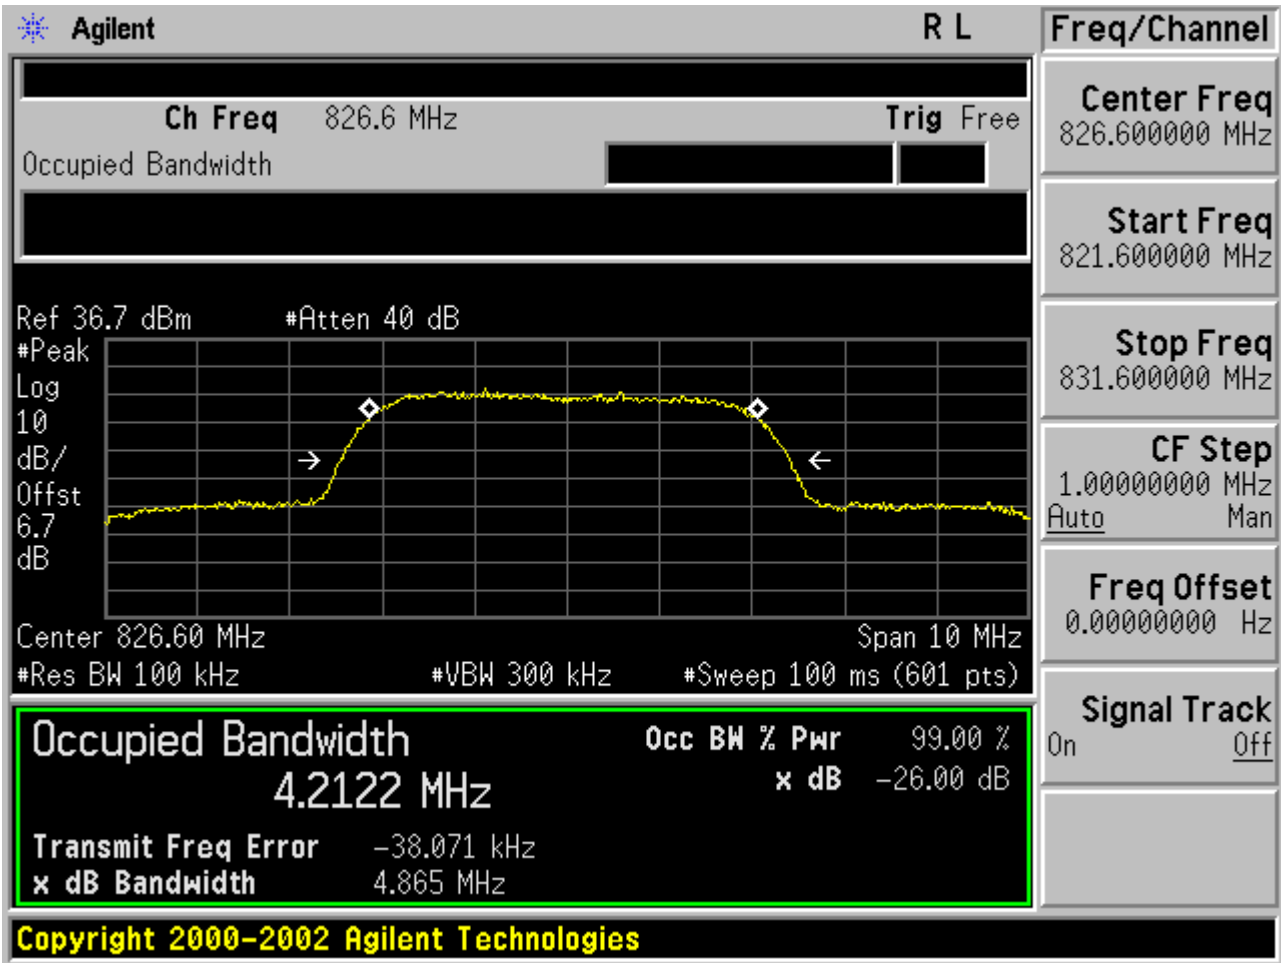 Agilent
R L
Ch Freq 826.6 MHz
Trig Free
Occupied Bandwidth
Ref 36.7 dBm
#Atten 40 dB
#Peak
Log
10
dB/
Offst
6.7
dB
Center 826.60 MHz
Span 10 MHz
#Res BW 100 kHz
#VBW 300 kHz
#Sweep 100 ms (601 pts)
Occupied Bandwidth
4.2122 MHz
Occ BW % Pwr 99.00 %
x dB -26.00 dB
Transmit Freq Error -38.071 kHz
x dB Bandwidth 4.865 MHz
Copyright 2000-2002 Agilent Technologies
Freq/Channel
Center Freq
826.600000 MHz
Start Freq
821.600000 MHz
Stop Freq
831.600000 MHz
CF Step
1.00000000 MHz
Auto Man
Freq Offset
0.00000000 Hz
Signal Track
On Off